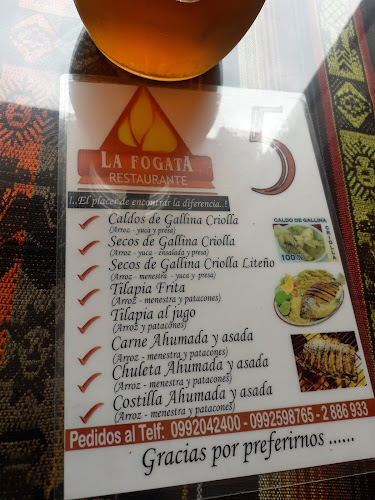 LA FOGATA
RESTAURANTE
5
!..El placer de encontrar la diferencia..!
Caldos de Gallina Criolla
(Arroz - yuca y presa)
Secos de Gallina Criolla
(Arroz - yuca - ensalada y presa)
Secos de Gallina Criolla Liteño
(Arroz - menestra - yuca y presa)
Tilapia Frita
(Arroz - menestra y patacones)
Tilapia al jugo
(Arroz y patacones)
Carne Ahumada y asada
(Arroz - menestra y patacones)
Chuleta Ahumada y asada
(Arroz - menestra y patacones)
Costilla Ahumada y asada
(Arroz - menestra y patacones)
CALDO DE GALLINA
CRIOLLA
100%
Pedidos al Telf: 0992042400 - 0992598765 - 2 886 933
Gracias por preferirnos ......